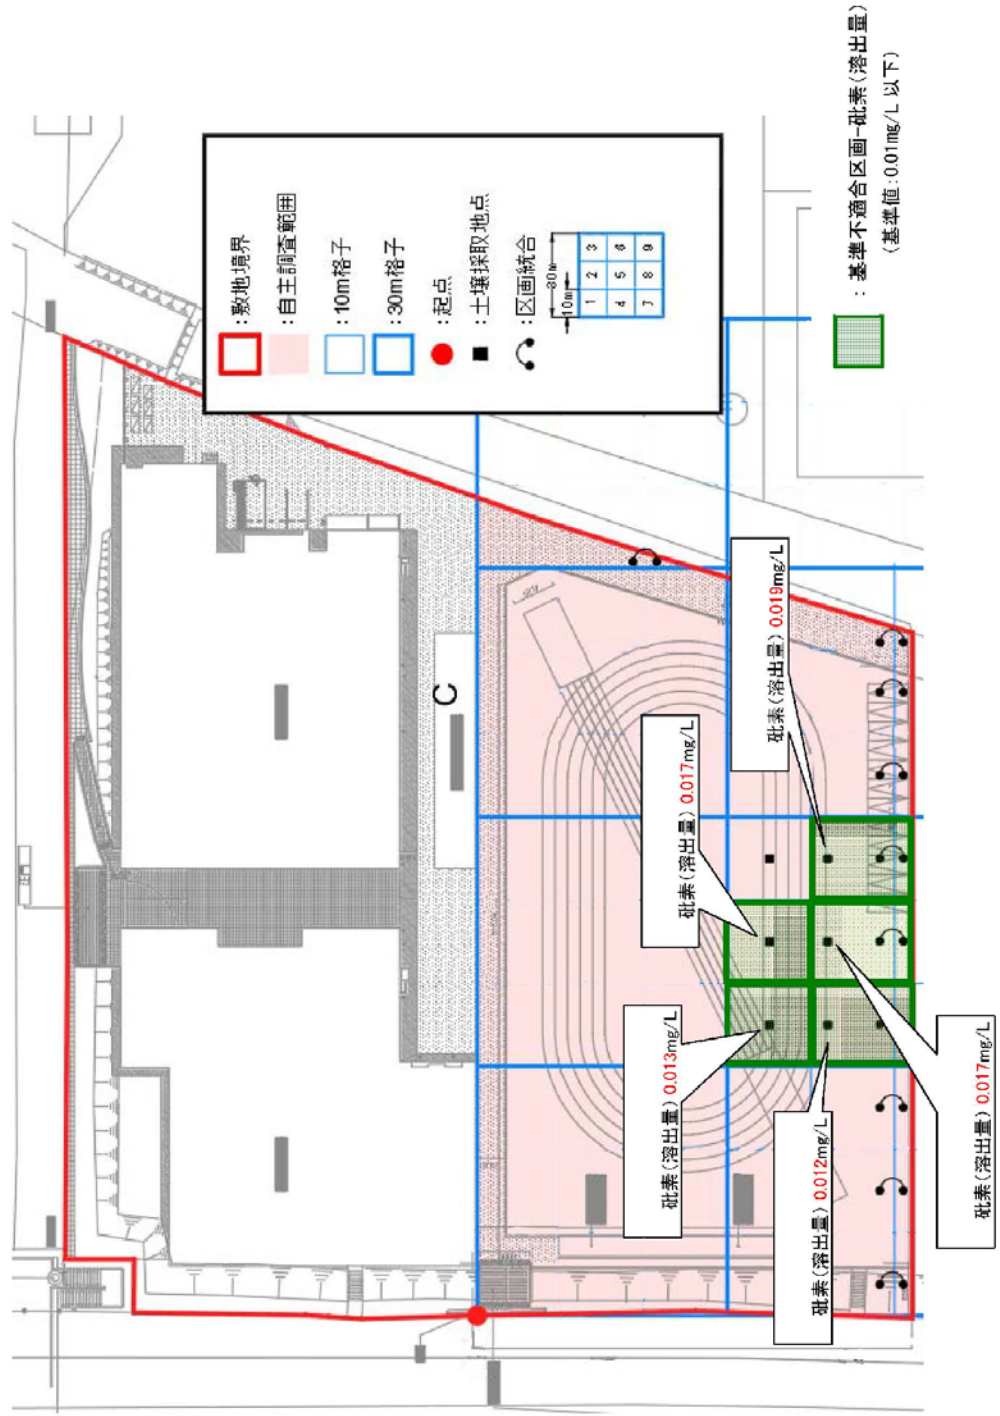 :敷地境界
:自主調査範囲
:10m格子
:30m格子
:起点
:土壌採取地点
:区画統合
30m
10m
1 2 3
4 5 6
7 8 9
:基準不適合区画-砒素(溶出量)
(基準値:0.01mg/L 以下)
C
砒素(溶出量) 0.013mg/L
砒素(溶出量) 0.017mg/L
砒素(溶出量) 0.019mg/L
砒素(溶出量) 0.012mg/L
砒素(溶出量) 0.017mg/L